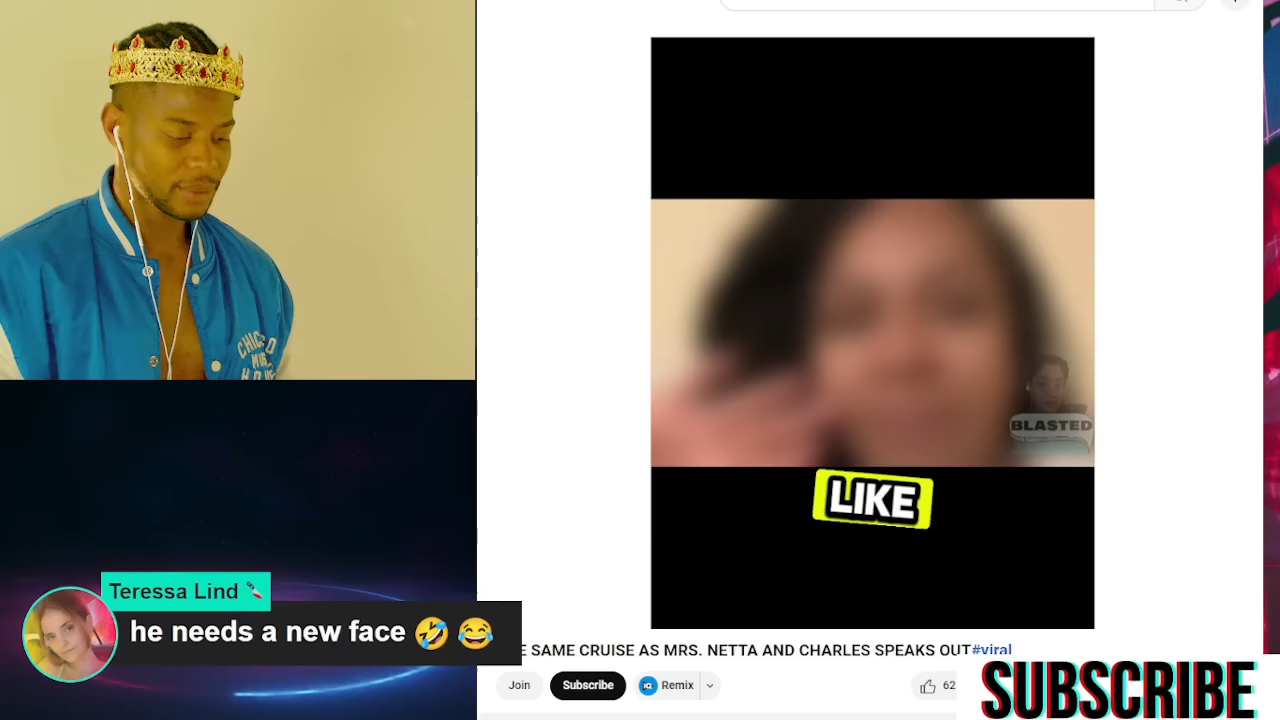 CHICAGO
BLASTED
LIKE
Teressa Lind
he needs a new face 🤣 😂
E SAME CRUISE AS MRS. NETTA AND CHARLES SPEAKS OUT#viral
Join
Subscribe
Remix
62
SUBSCRIBE